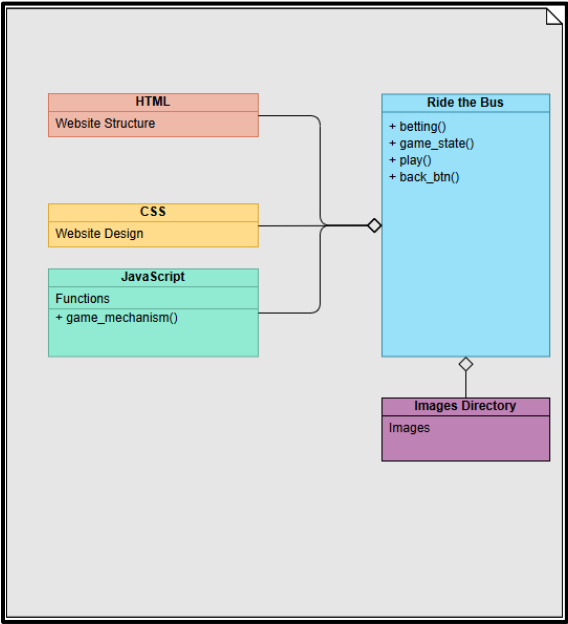 HTML
Website Structure
CSS
Website Design
JavaScript
Functions
+ game_mechanism()
Ride the Bus
+ betting()
+ game_state()
+ play()
+ back_btn()
Images Directory
Images